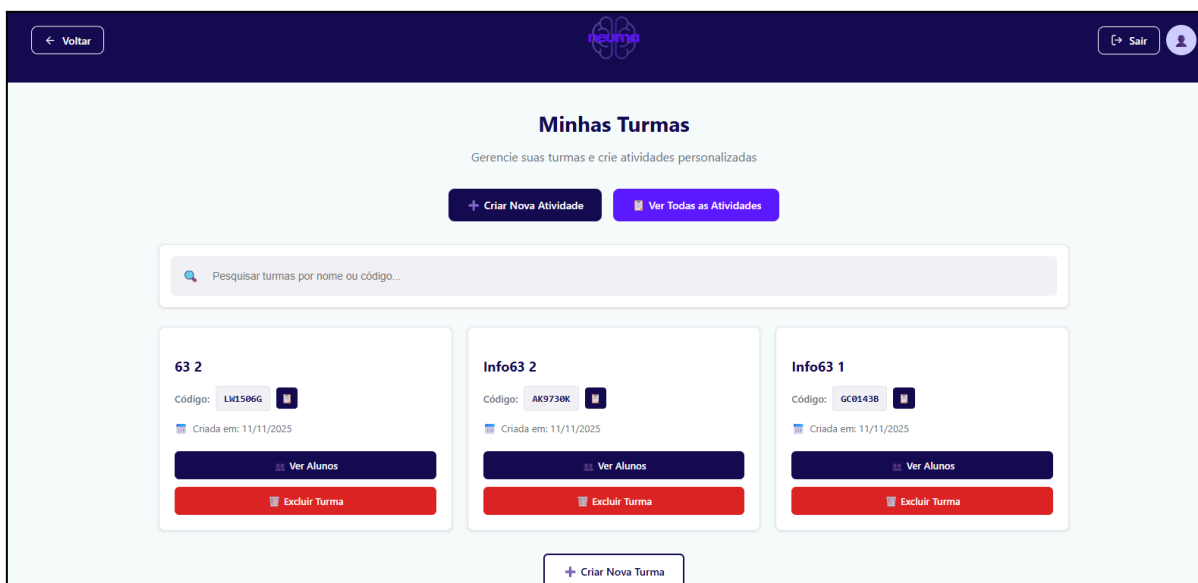 ← Voltar
neuma
Sair
Minhas Turmas
Gerencie suas turmas e crie atividades personalizadas
+ Criar Nova Atividade
Ver Todas as Atividades
Pesquisar turmas por nome ou código...
63 2
Código: LW1506G
Criada em: 11/11/2025
Ver Alunos
Excluir Turma
Info63 2
Código: AK9730K
Criada em: 11/11/2025
Ver Alunos
Excluir Turma
Info63 1
Código: GC0143B
Criada em: 11/11/2025
Ver Alunos
Excluir Turma
+ Criar Nova Turma